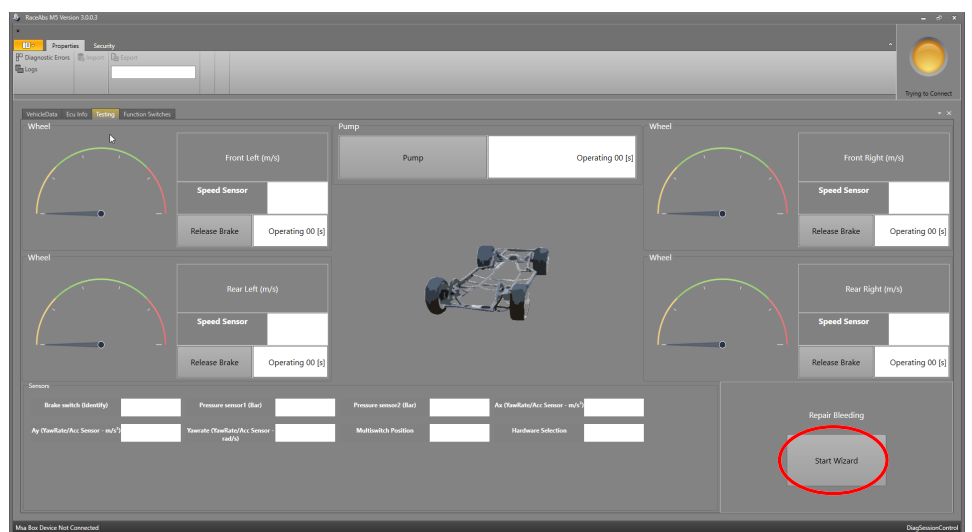 RaceAbs M5 Version 3.0.0.3
Properties Security
Diagnostic Errors Import Export
Logs
Trying to Connect
VehicleData Ecu Info Testing Function Switches
Wheel
Front Left (m/s)
Speed Sensor
Release Brake Operating 00 [s]
Pump
Pump Operating 00 [s]
Wheel
Front Right (m/s)
Speed Sensor
Release Brake Operating 00 [s]
Wheel
Rear Left (m/s)
Speed Sensor
Release Brake Operating 00 [s]
Wheel
Rear Right (m/s)
Speed Sensor
Release Brake Operating 00 [s]
Sensors
Brake switch (Identify) Pressure sensor1 (Bar) Pressure sensor2 (Bar) Ax (YawRate/Acc Sensor - m/s²)
Ay (YawRate/Acc Sensor - m/s²) Yawrate (YawRate/Acc Sensor - Multiswitch Position Hardware Selection
rad/s)
Repair Bleeding
Start Wizard
Msa Box Device Not Connected DiagSessionControl